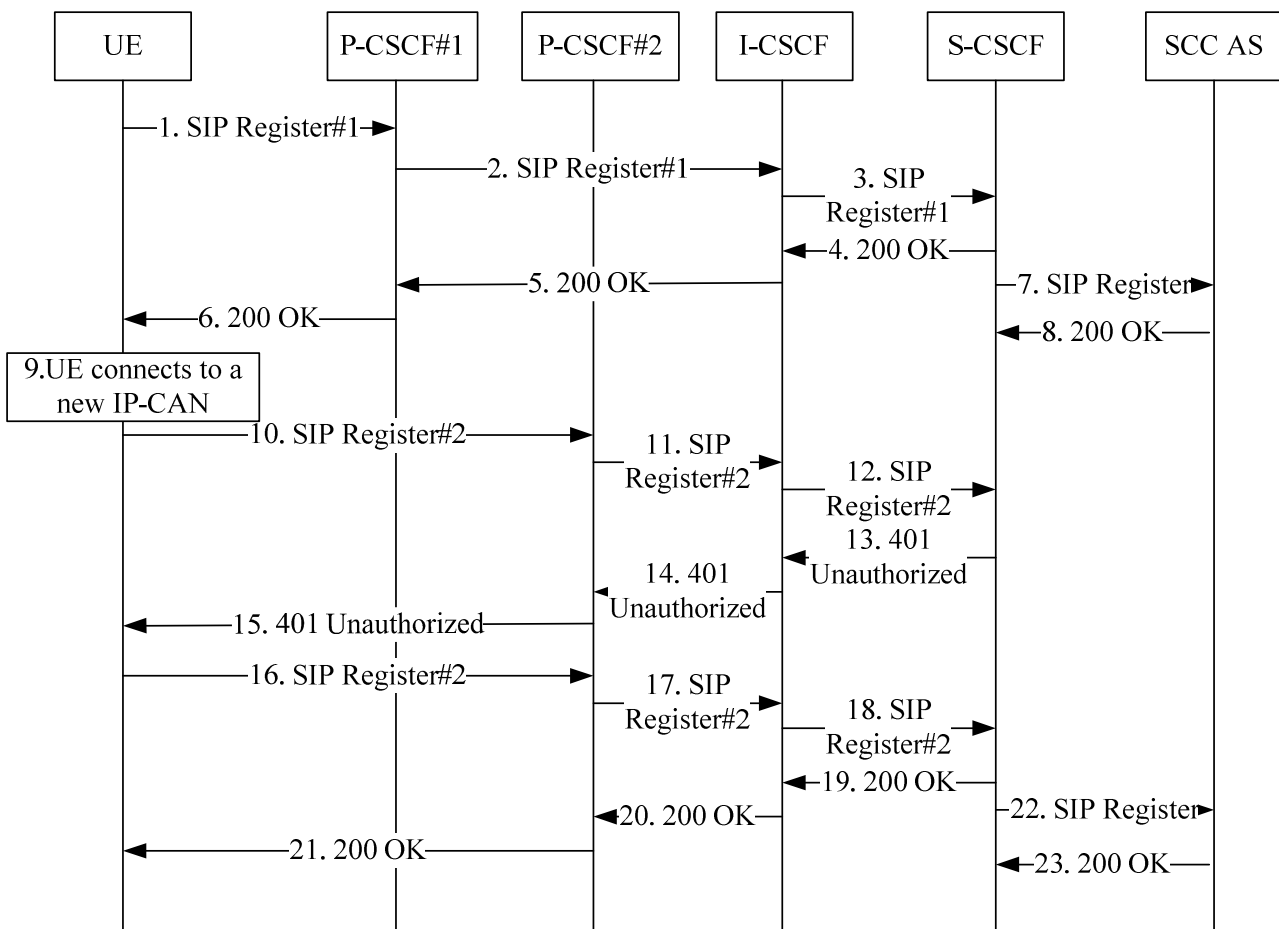 UE
P-CSCF#1
P-CSCF#2
I-CSCF
S-CSCF
SCC AS
1. SIP Register#1
2. SIP Register#1
3. SIP
Register#1
4. 200 OK
5. 200 OK
7. SIP Register
6. 200 OK
8. 200 OK
9.UE connects to a
new IP-CAN
10. SIP Register#2
11. SIP
Register#2
12. SIP
Register#2
13. 401
Unauthorized
14. 401
Unauthorized
15. 401 Unauthorized
16. SIP Register#2
17. SIP
Register#2
18. SIP
Register#2
19. 200 OK
20. 200 OK
22. SIP Register
21. 200 OK
23. 200 OK